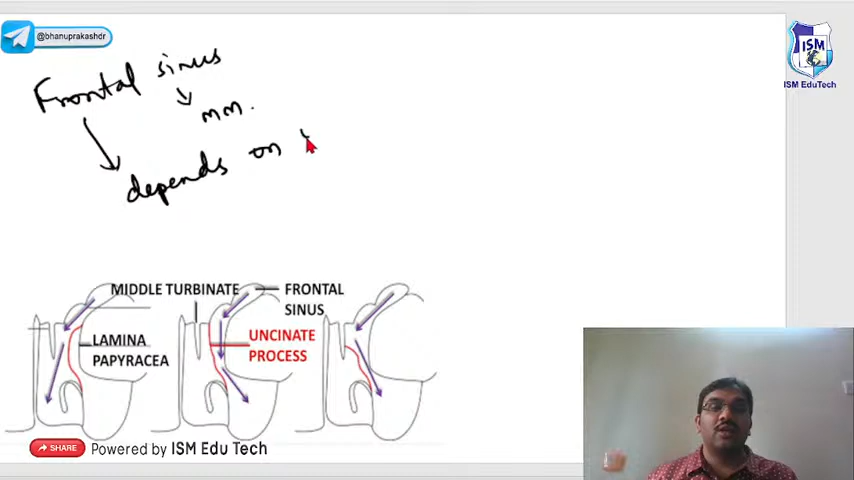 @bhanuprakashdr
ISM
ISM EduTech
Frontal sinus
mm.
depends on
MIDDLE TURBINATE
FRONTAL
SINUS
LAMINA
PAPYRACEA
UNCINATE
PROCESS
SHARE
Powered by ISM Edu Tech